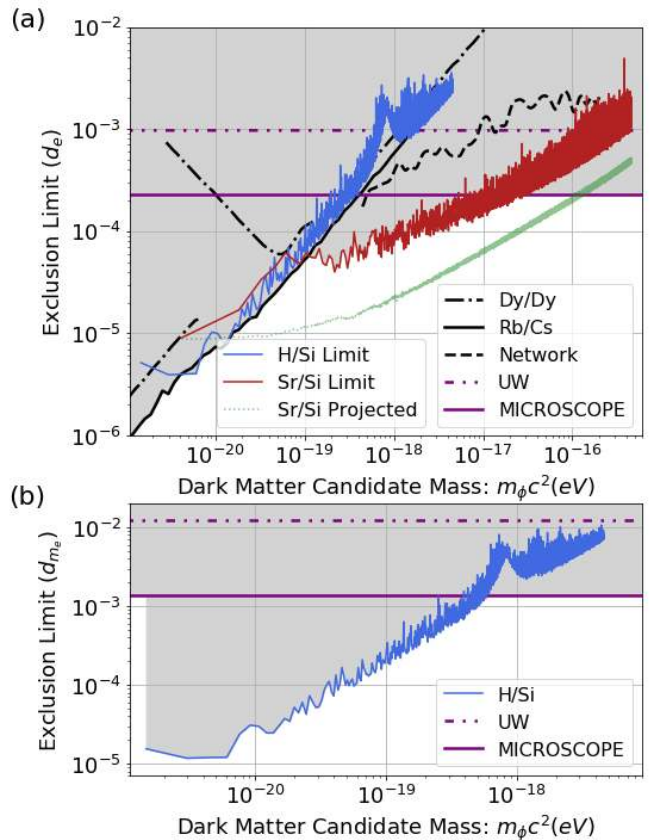 (a)
Exclusion Limit (d_e)
10^{-2}
10^{-3}
10^{-4}
10^{-5}
10^{-6}
Dy/Dy
Rb/Cs
Network
UW
MICROSCOPE
H/Si Limit
Sr/Si Limit
Sr/Si Projected
10^{-20} 10^{-19} 10^{-18} 10^{-17} 10^{-16}
Dark Matter Candidate Mass: m_ϕc^2(eV)
(b)
Exclusion Limit (d_{m_e})
10^{-2}
10^{-3}
10^{-4}
10^{-5}
H/Si
UW
MICROSCOPE
10^{-20} 10^{-19} 10^{-18}
Dark Matter Candidate Mass: m_ϕc^2(eV)